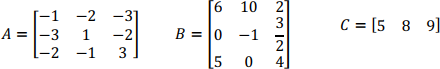 A = [−1 −2 −3; −3 1 −2; −2 −1 3] B = [6 10 2; 0 −1 3/2; 5 0 4] C = [5 8 9]